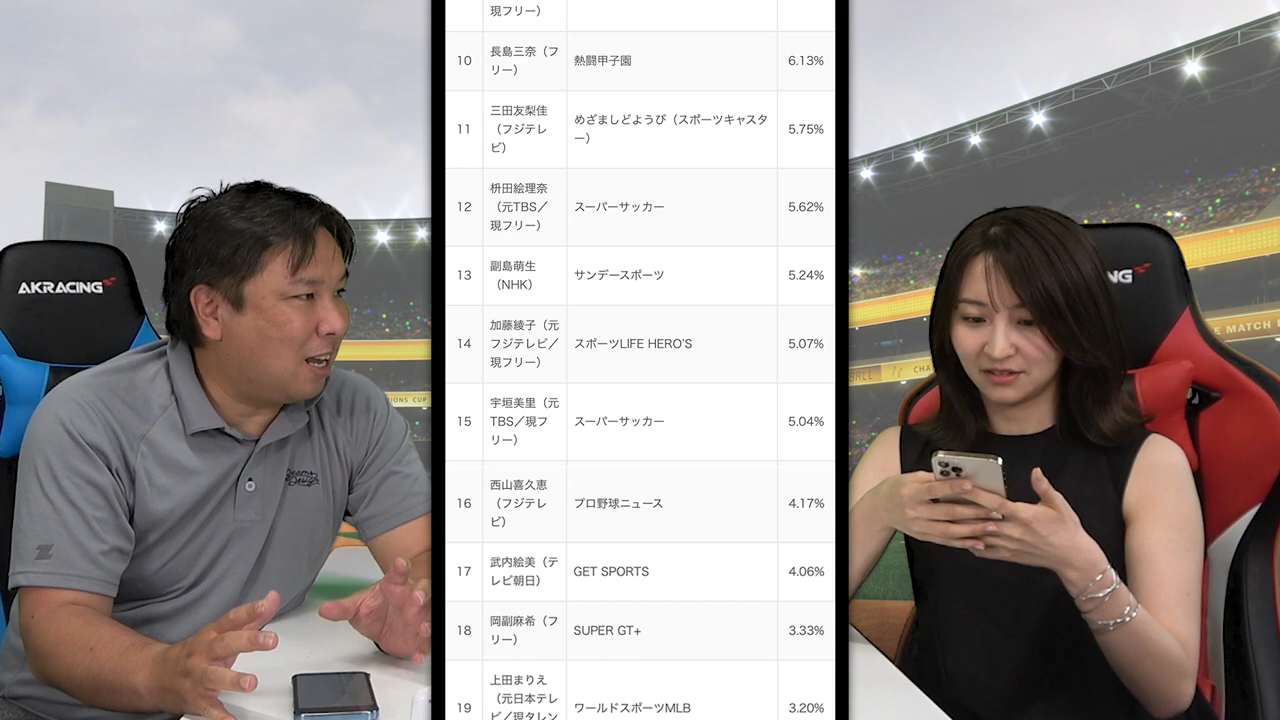 現フリー）
10
長島三奈（フ
リー）
熱闘甲子園
6.13%
11
三田友梨佳
（フジテレ
ビ）
めざましどようび（スポーツキャスタ
ー）
5.75%
12
枡田絵理奈
（元TBS／
現フリー）
スーパーサッカー
5.62%
13
副島萌生
（NHK）
サンデースポーツ
5.24%
14
加藤綾子（元
フジテレビ／
現フリー）
スポーツLIFE HERO'S
5.07%
15
宇垣美里（元
TBS／現フ
リー）
スーパーサッカー
5.04%
16
西山喜久恵
（フジテレ
ビ）
プロ野球ニュース
4.17%
17
武内絵美（テ
レビ朝日）
GET SPORTS
4.06%
18
岡副麻希（フ
リー）
SUPER GT+
3.33%
19
上田まりえ
（元日本テレ
ビ／現タレン
ワールドスポーツMLB
3.20%
AKRACING
NG
IONS CUP
E MATCH
BALL
CHA
Dreams
Design